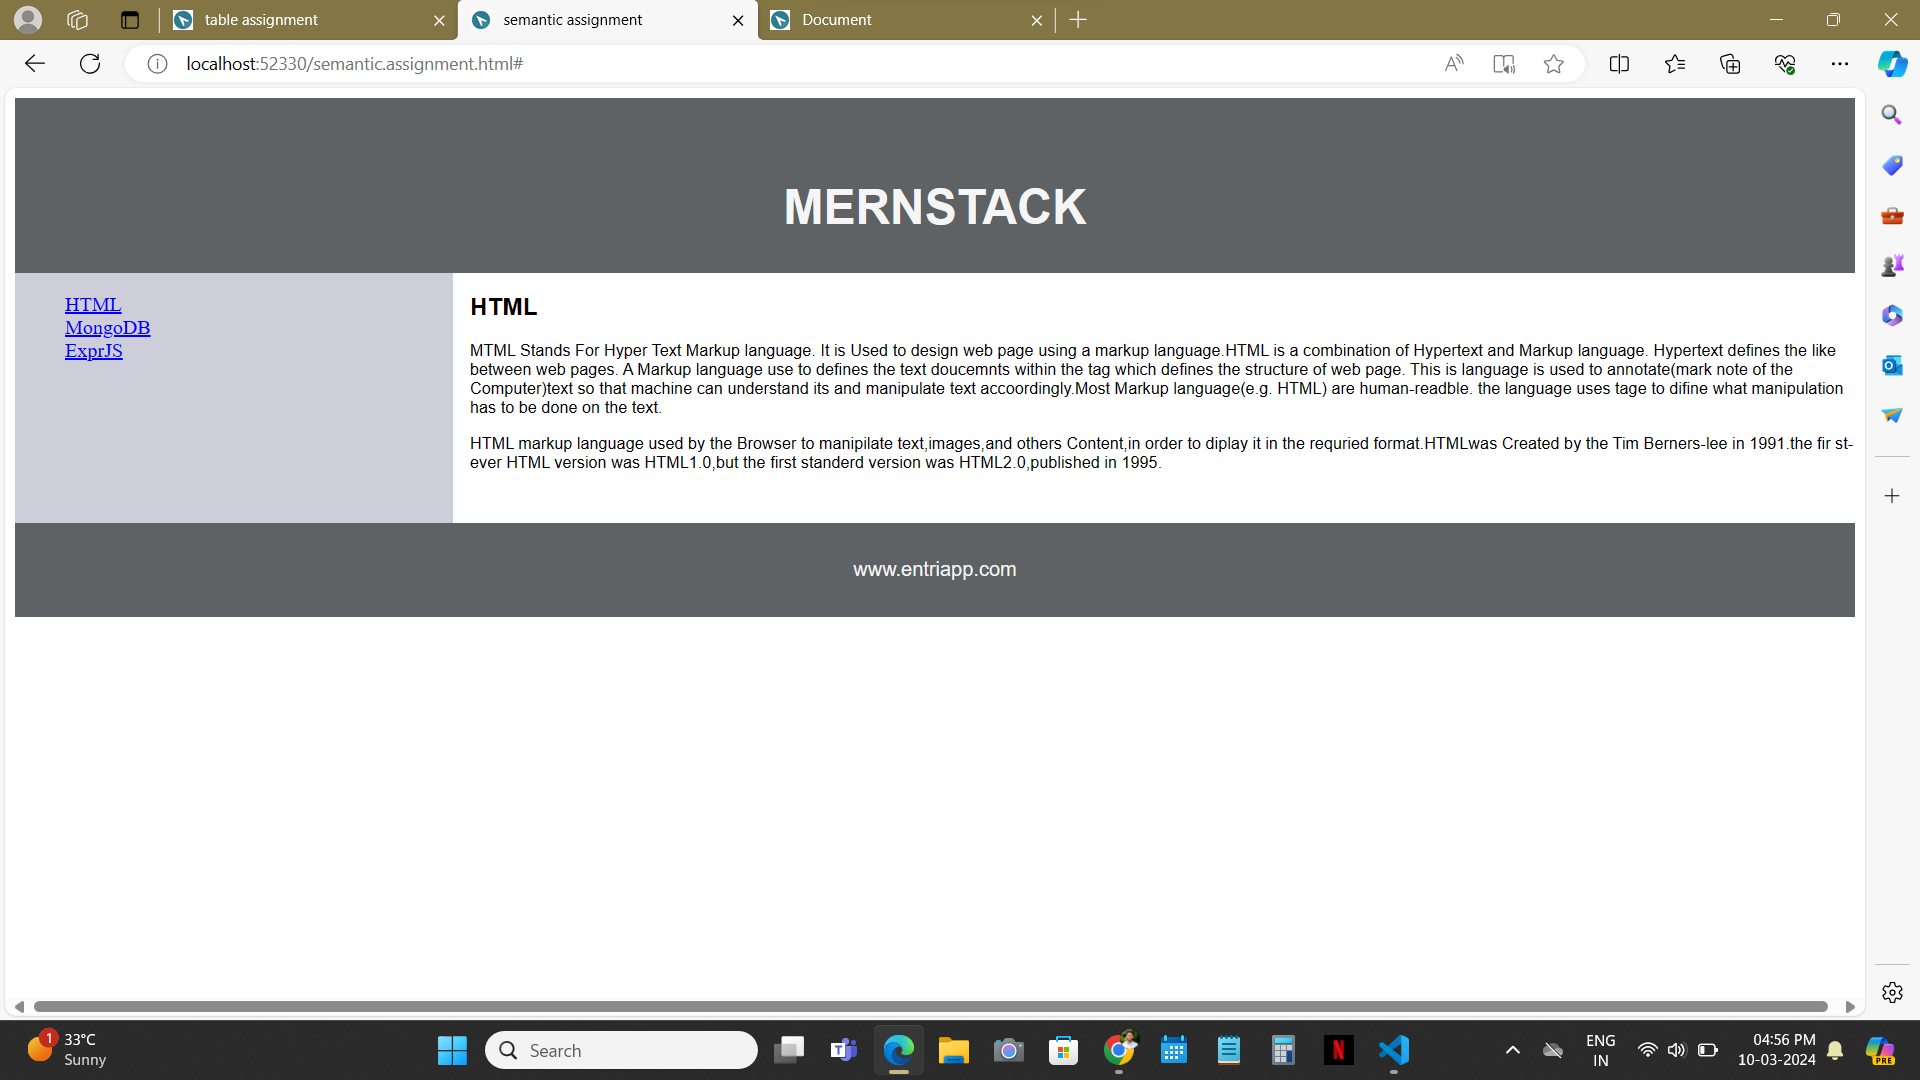 table assignment
semantic assignment
Document
localhost:52330/semantic.assignment.html#
MERNSTACK
HTML
MongoDB
ExprJS
HTML
MTML Stands For Hyper Text Markup language. It is Used to design web page using a markup language.HTML is a combination of Hypertext and Markup language. Hypertext defines the like
between web pages. A Markup language use to defines the text doucemnts within the tag which defines the structure of web page. This is language is used to annotate(mark note of the
Computer)text so that machine can understand its and manipulate text accoordingly.Most Markup language(e.g. HTML) are human-readble. the language uses tage to difine what manipulation
has to be done on the text.
HTML markup language used by the Browser to manipilate text,images,and others Content,in order to diplay it in the requried format.HTMLwas Created by the Tim Berners-lee in 1991.the fir st-
ever HTML version was HTML1.0,but the first standerd version was HTML2.0,published in 1995.
www.entriapp.com
1
33°C
Sunny
Search
ENG
IN
04:56 PM
10-03-2024
PRE